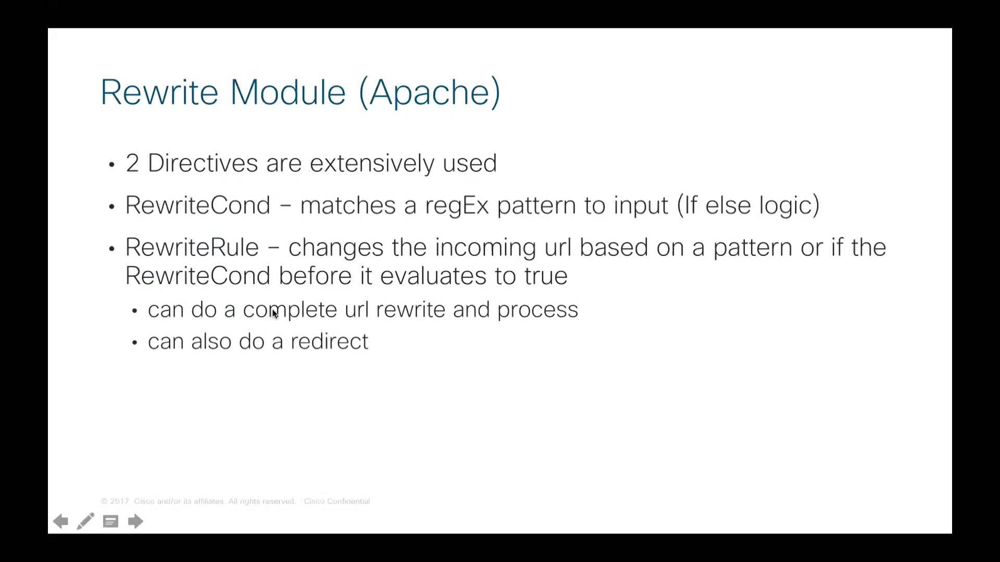 Rewrite Module (Apache)
• 2 Directives are extensively used
• RewriteCond – matches a regEx pattern to input (If else logic)
• RewriteRule – changes the incoming url based on a pattern or if the
RewriteCond before it evaluates to true
• can do a complete url rewrite and process
• can also do a redirect
© 2017 Cisco and/or its affiliates. All rights reserved. Cisco Confidential